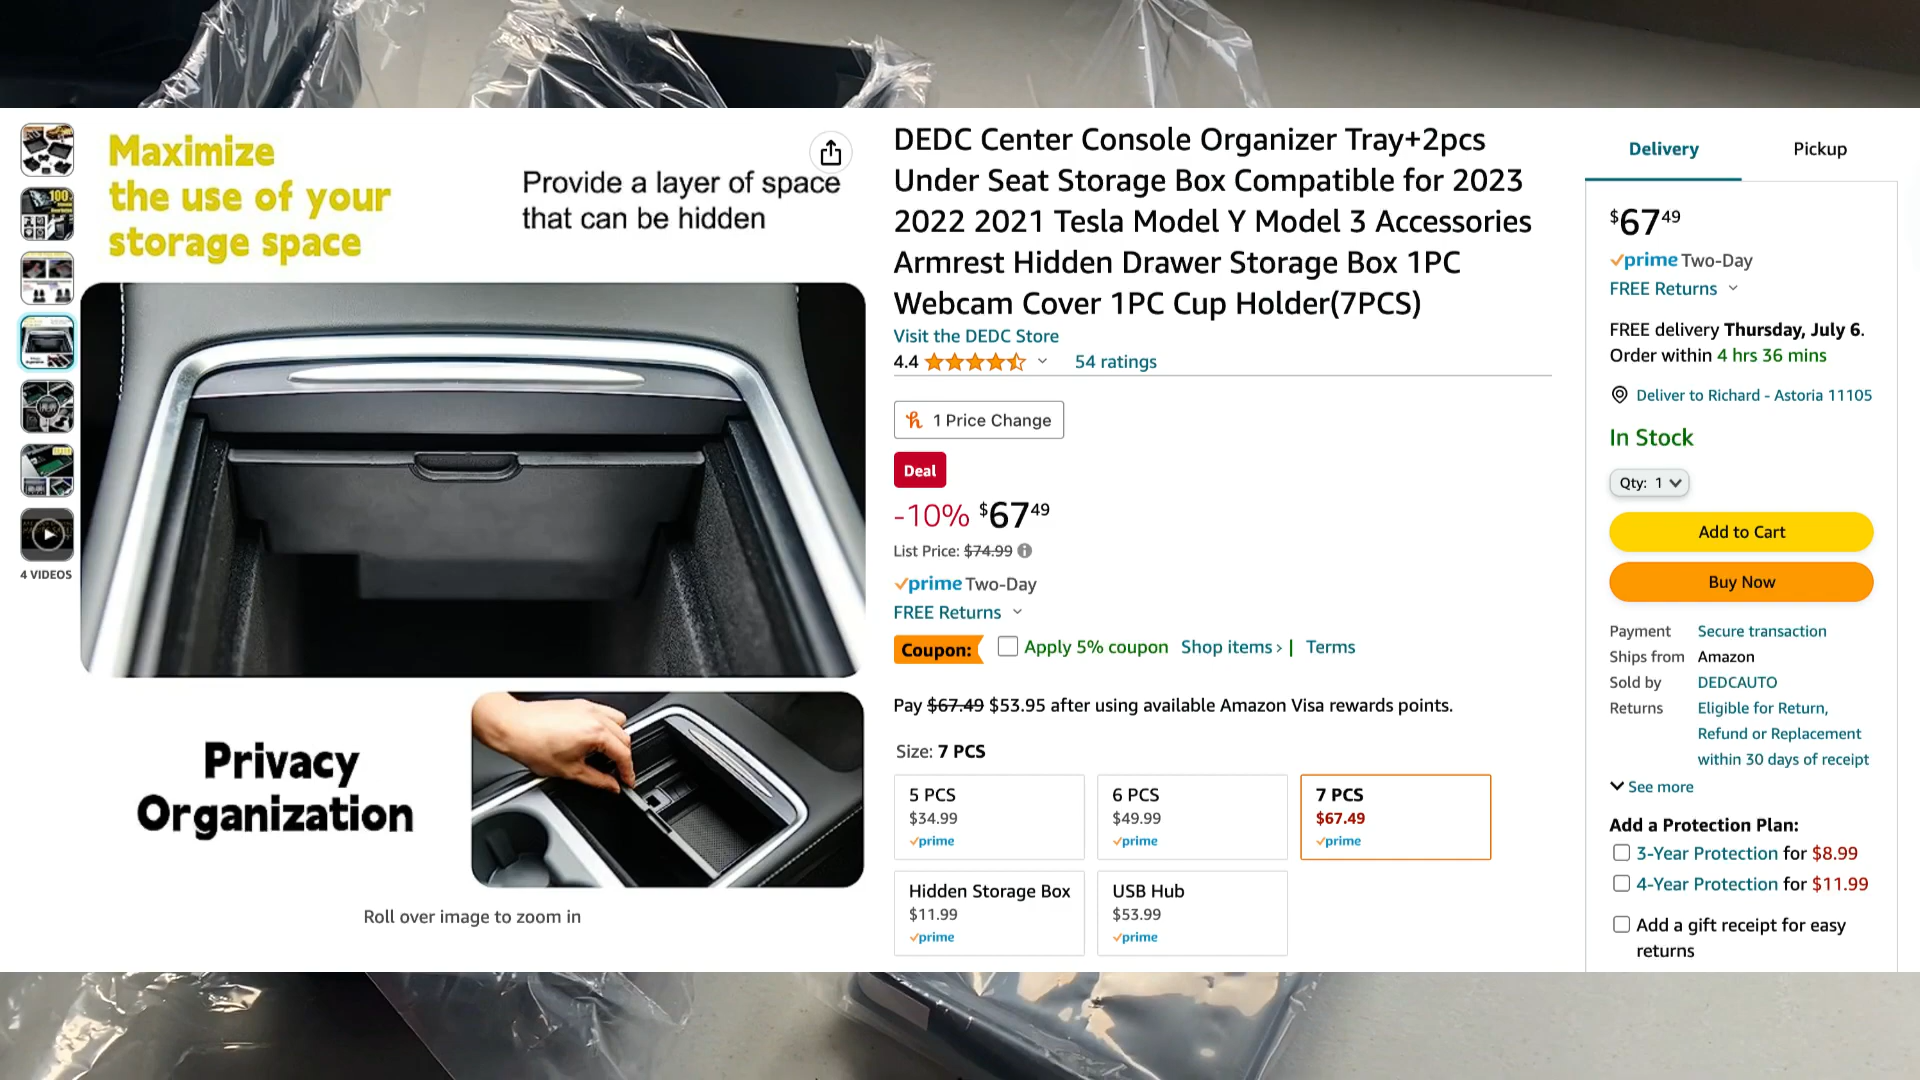 Maximize
the use of your
storage space
Provide a layer of space
that can be hidden
Privacy
Organization
Roll over image to zoom in
4 VIDEOS
DEDC Center Console Organizer Tray+2pcs
Under Seat Storage Box Compatible for 2023
2022 2021 Tesla Model Y Model 3 Accessories
Armrest Hidden Drawer Storage Box 1PC
Webcam Cover 1PC Cup Holder(7PCS)
Visit the DEDC Store
4.4 54 ratings
1 Price Change
Deal
-10% $67 49
List Price: $74.99
prime Two-Day
FREE Returns
Coupon: Apply 5% coupon Shop items › | Terms
Pay $67.49 $53.95 after using available Amazon Visa rewards points.
Size: 7 PCS
5 PCS
$34.99
prime
6 PCS
$49.99
prime
7 PCS
$67.49
prime
Hidden Storage Box
$11.99
prime
USB Hub
$53.99
prime
Delivery Pickup
$67 49
prime Two-Day
FREE Returns
FREE delivery Thursday, July 6.
Order within 4 hrs 36 mins
Deliver to Richard - Astoria 11105
In Stock
Qty: 1
Add to Cart
Buy Now
Payment Secure transaction
Ships from Amazon
Sold by DEDCAUTO
Returns Eligible for Return,
Refund or Replacement
within 30 days of receipt
See more
Add a Protection Plan:
3-Year Protection for $8.99
4-Year Protection for $11.99
Add a gift receipt for easy
returns